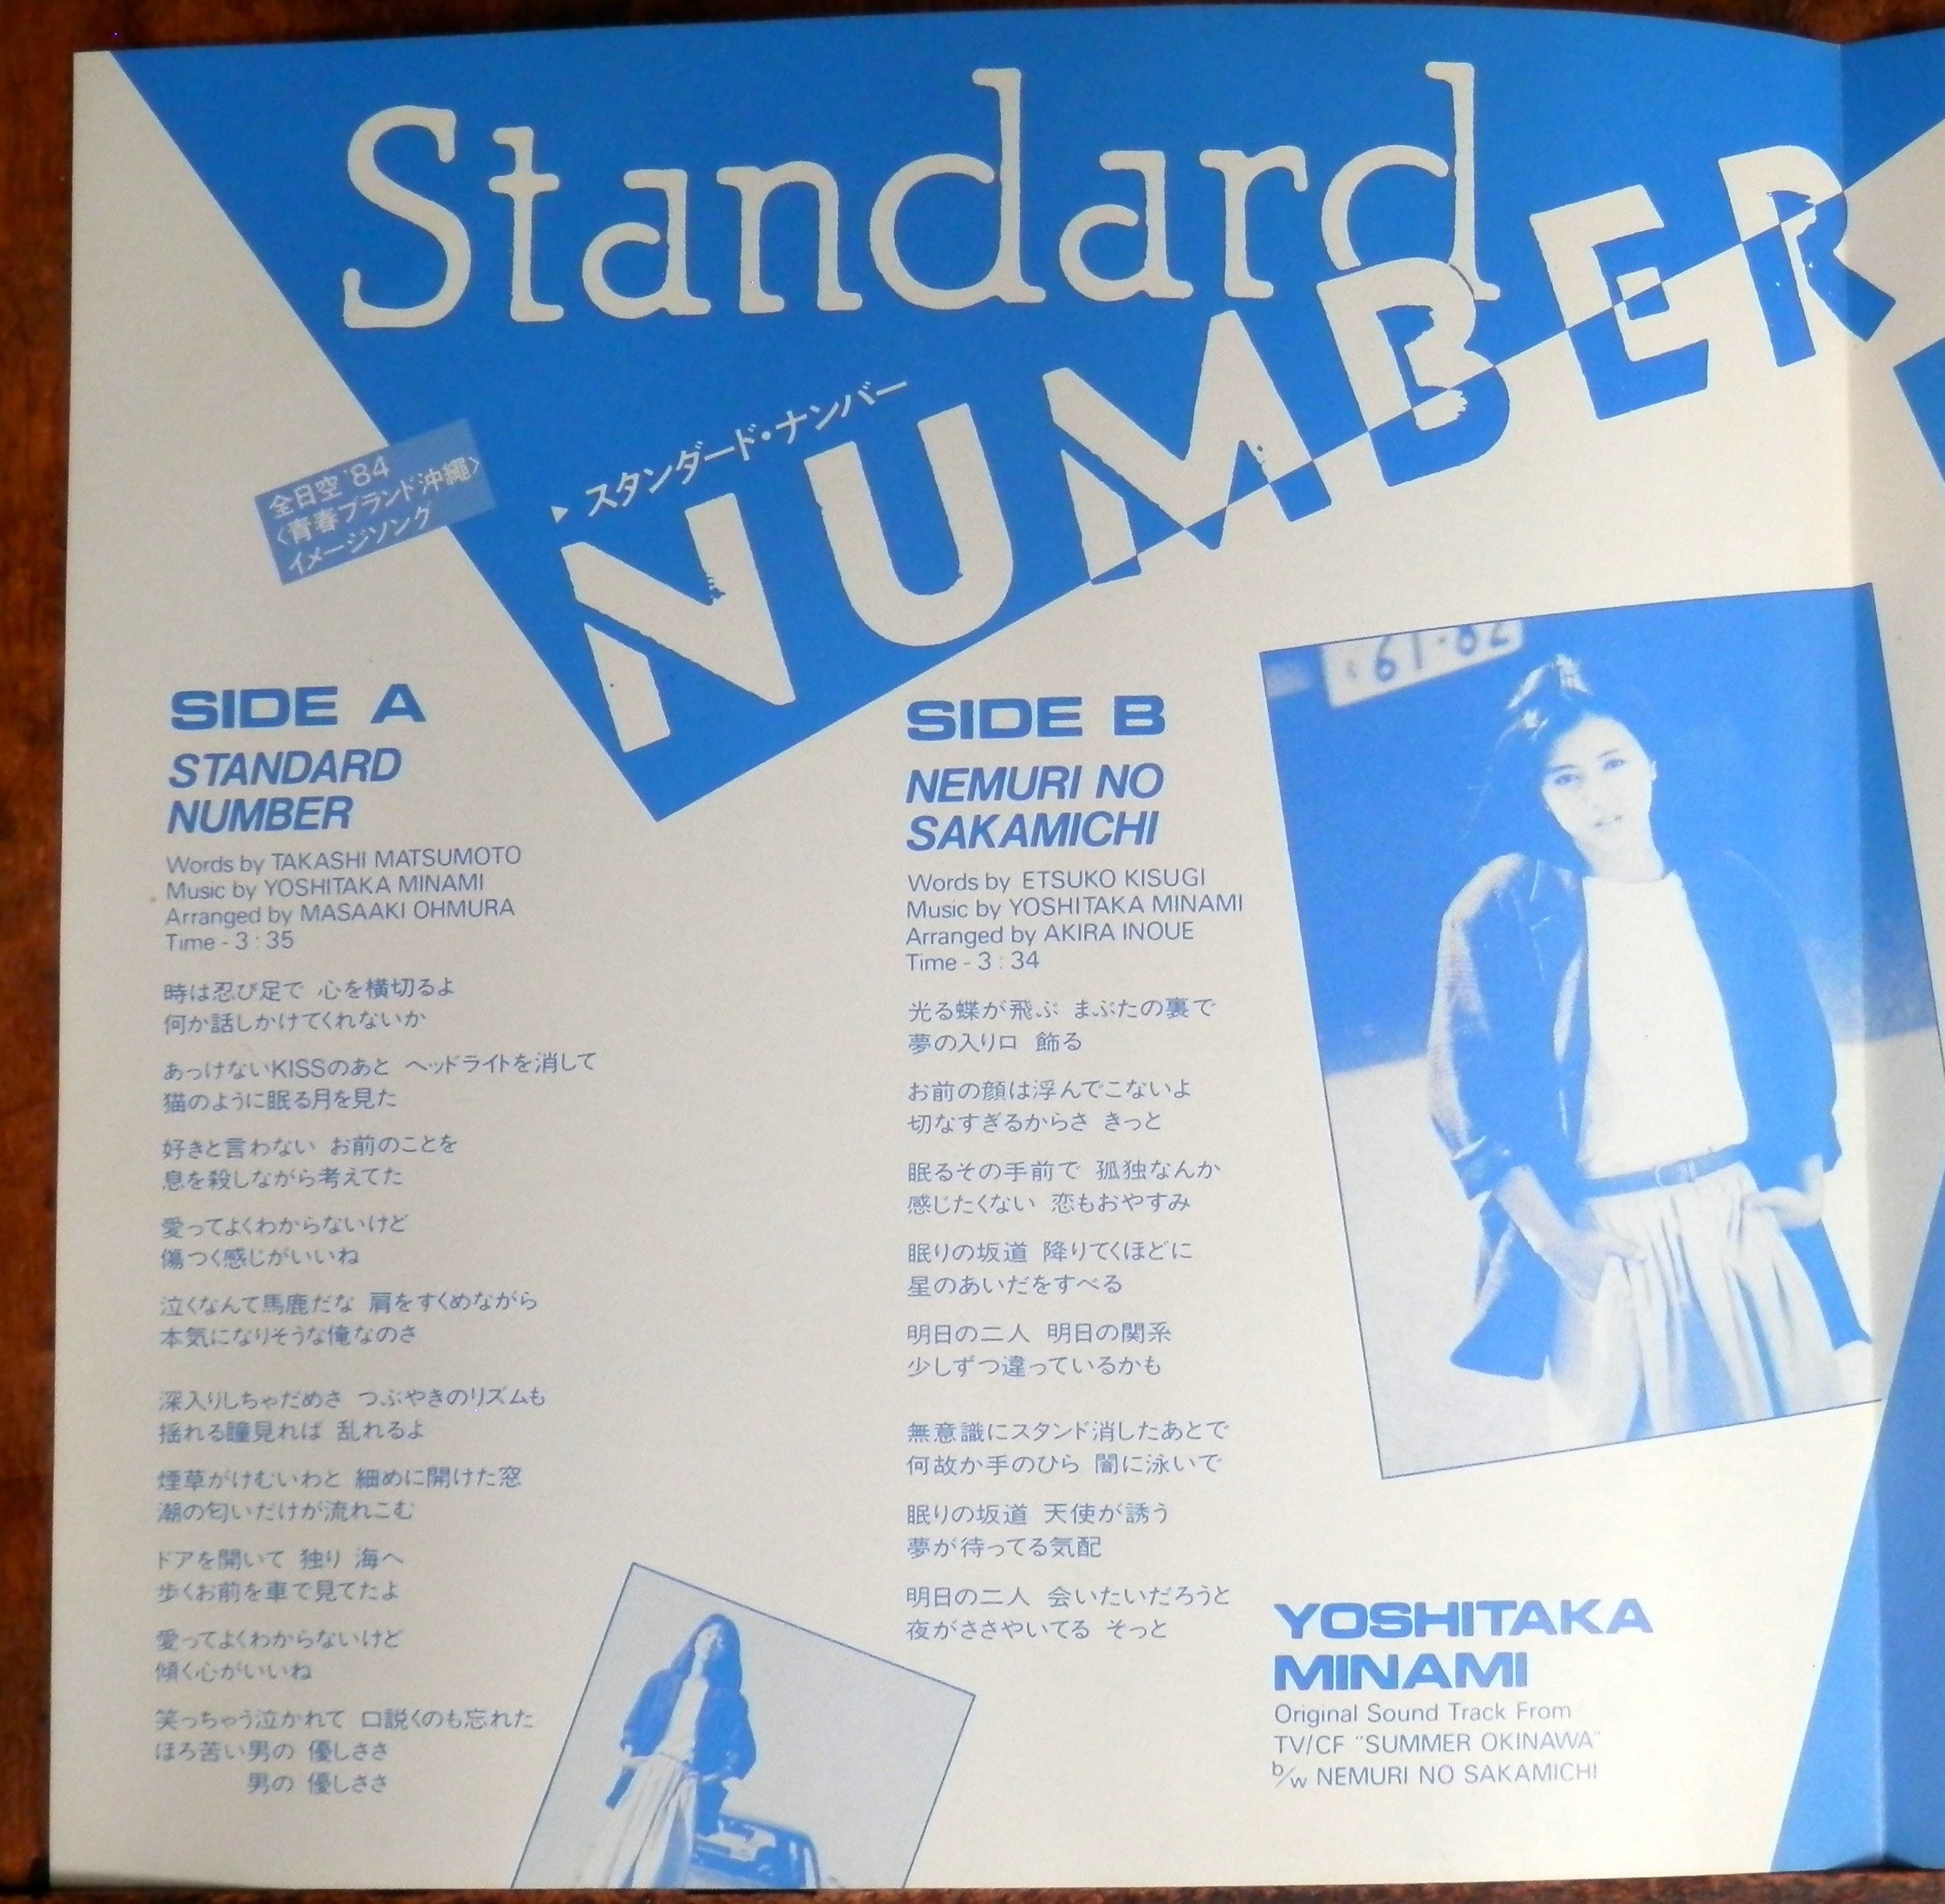 Standard
NUMBER
▶スタンダード・ナンバー
全日空'84
〈青春ブランド沖縄〉
イメージソング
SIDE A
STANDARD
NUMBER
Words by TAKASHI MATSUMOTO
Music by YOSHITAKA MINAMI
Arranged by MASAAKI OHMURA
Time - 3 : 35
時は忍び足で 心を横切るよ
何か話しかけてくれないか
あっけないKISSのあと ヘッドライトを消して
猫のように眠る月を見た
好きと言わない お前のことを
息を殺しながら考えてた
愛ってよくわからないけど
傷つく感じがいいね
泣くなんて馬鹿だな 肩をすくめながら
本気になりそうな俺なのさ
深入りしちゃだめさ つぶやきのリズムも
揺れる瞳見れば 乱れるよ
煙草がけむいわと 細めに開けた窓
潮の匂いだけが流れこむ
ドアを開いて 独り 海へ
歩くお前を車で見てたよ
愛ってよくわからないけど
傾く心がいいね
笑っちゃう泣かれて 口説くのも忘れた
ほろ苦い男の 優しささ
男の 優しささ
SIDE B
NEMURI NO
SAKAMICHI
Words by ETSUKO KISUGI
Music by YOSHITAKA MINAMI
Arranged by AKIRA INOUE
Time - 3 : 34
光る蝶が飛ぶ まぶたの裏で
夢の入り口 飾る
お前の顔は浮んでこないよ
切なすぎるからさ きっと
眠るその手前で 孤独なんか
感じたくない 恋もおやすみ
眠りの坂道 降りてくほどに
星のあいだをすべる
明日の二人 明日の関系
少しずつ違っているかも
無意識にスタンド消したあとで
何故か手のひら 闇に泳いで
眠りの坂道 天使が誘う
夢が待ってる気配
明日の二人 会いたいだろうと
夜がささやいてる そっと
61-82
YOSHITAKA
MINAMI
Original Sound Track From
TV/CF "SUMMER OKINAWA"
b/w NEMURI NO SAKAMICHI